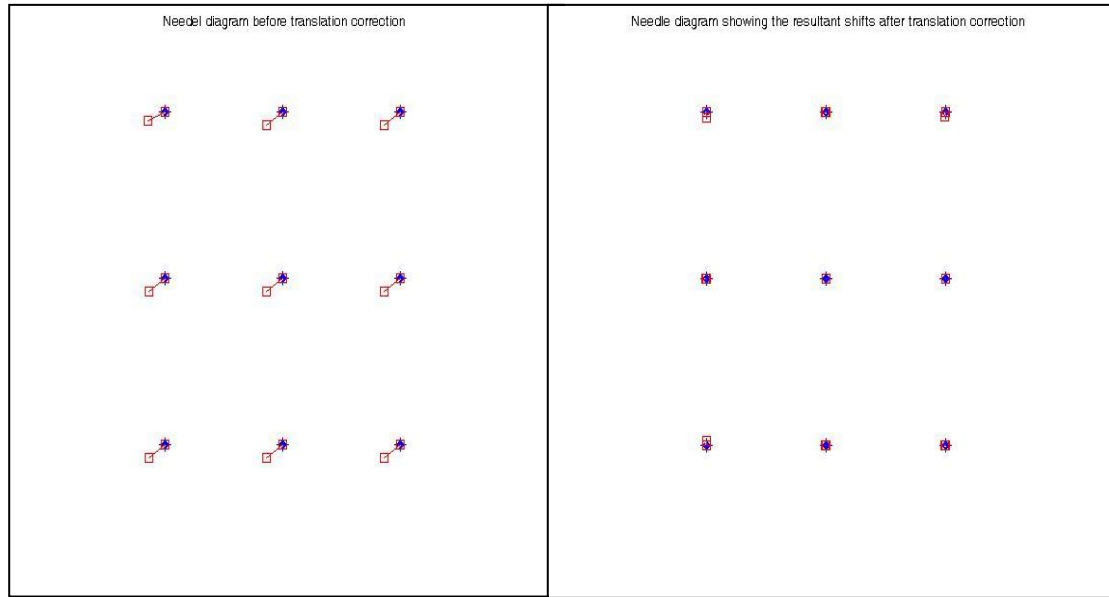 Needel diagram before translation correction
Needle diagram showing the resultant shifts after translation correction